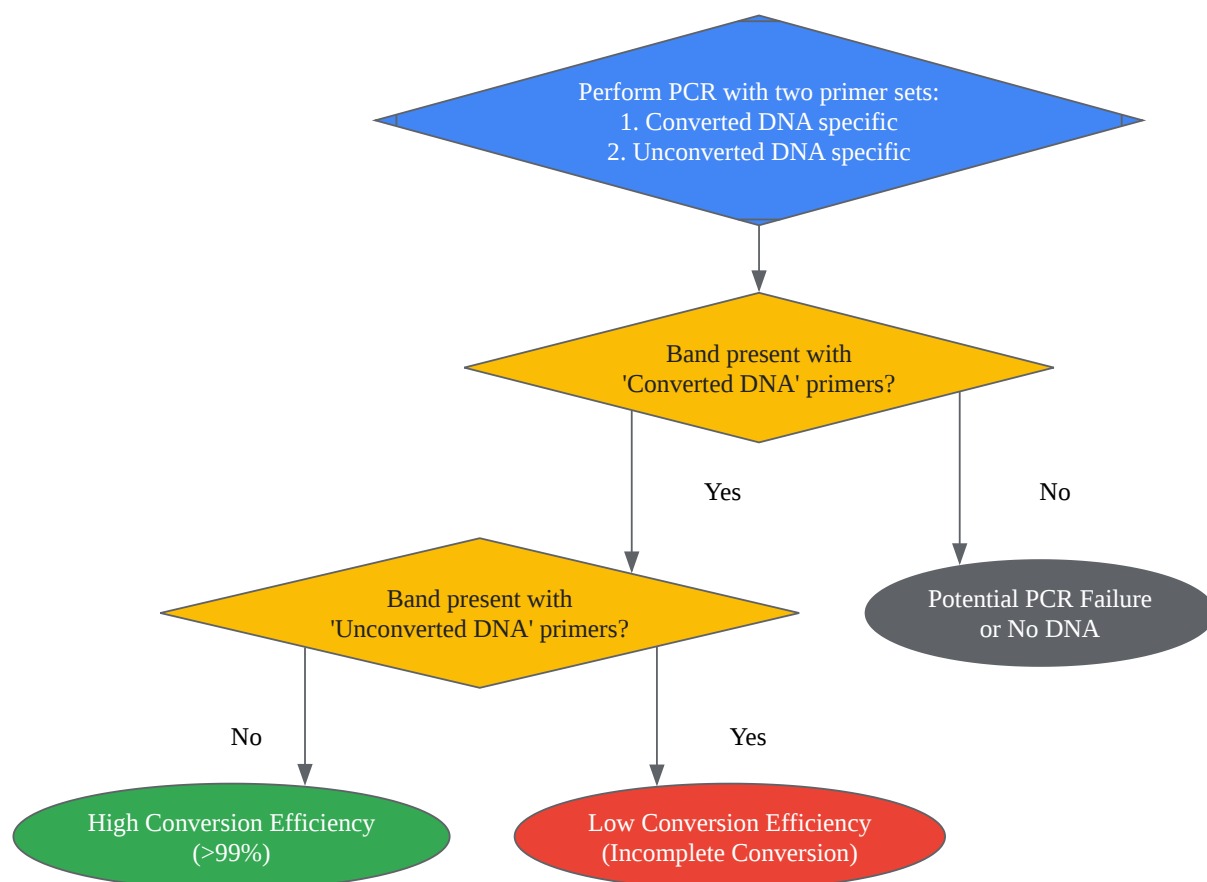 Perform PCR with two primer sets:
1. Converted DNA specific
2. Unconverted DNA specific
Band present with
'Converted DNA' primers?
Yes
No
Band present with
'Unconverted DNA' primers?
Potential PCR Failure
or No DNA
No
Yes
High Conversion Efficiency
(>99%)
Low Conversion Efficiency
(Incomplete Conversion)